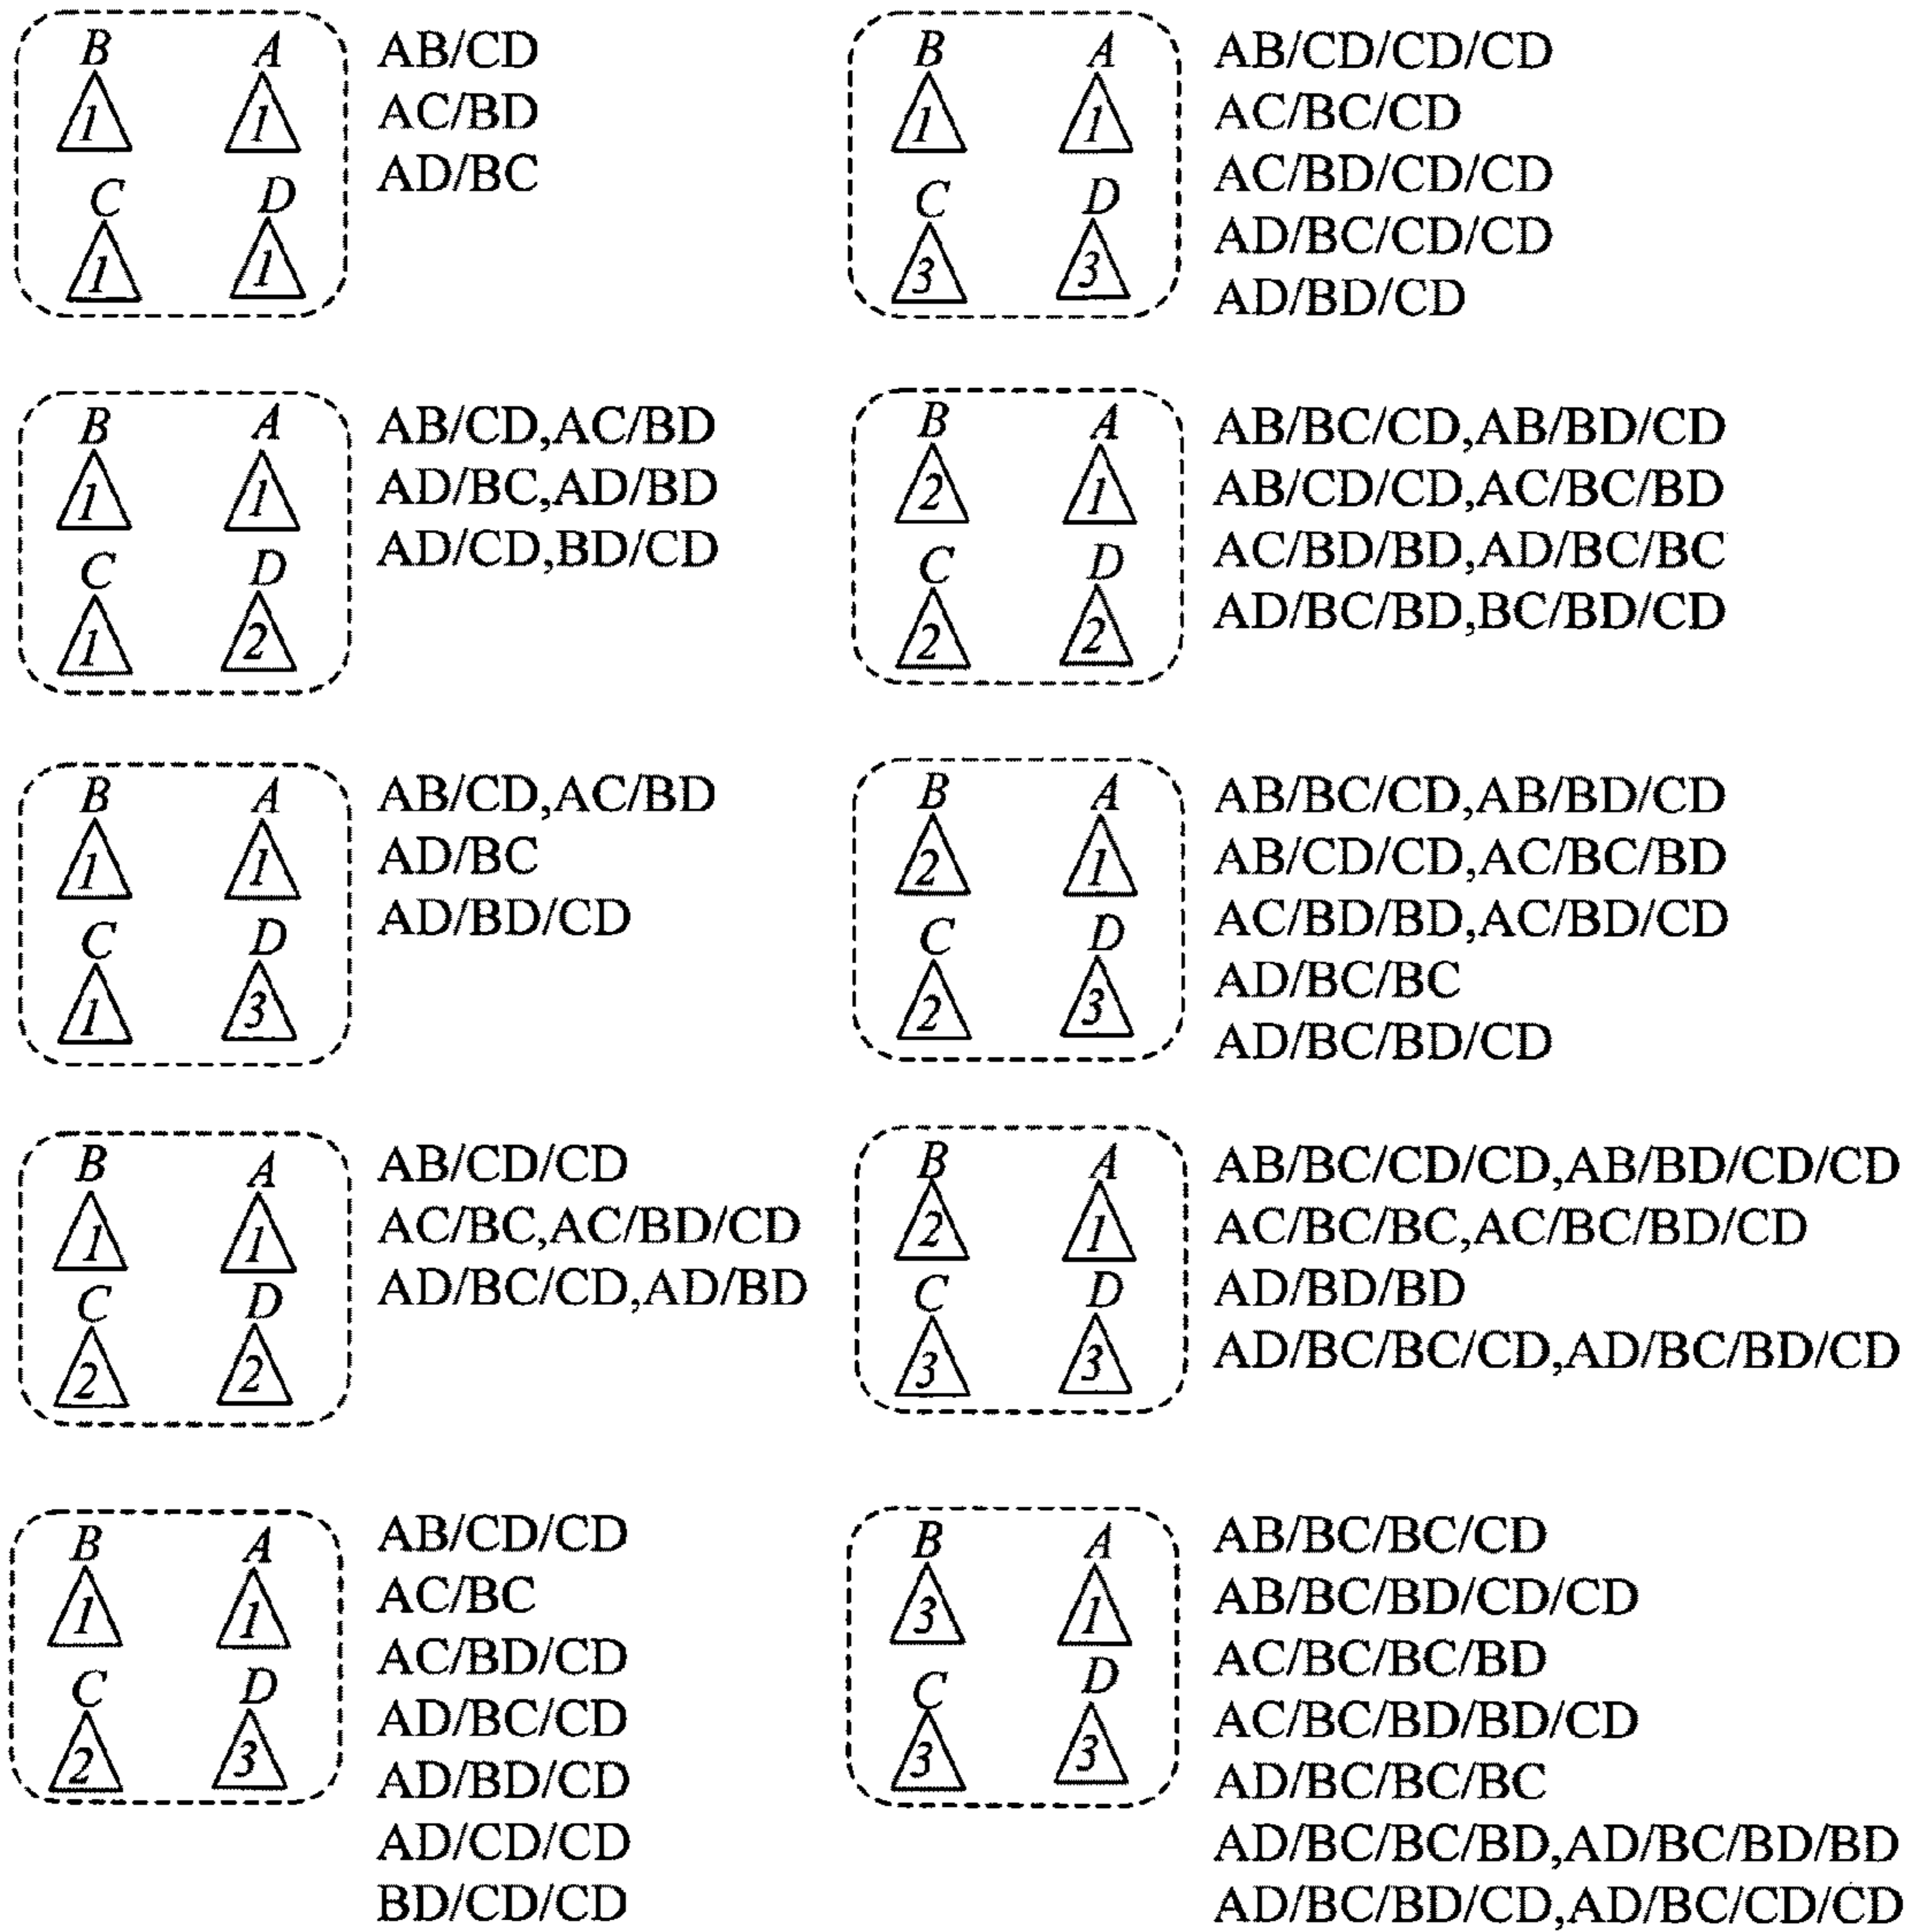 B A
1 1
C D
1 1
AB/CD
AC/BD
AD/BC
B A
1 1
C D
3 3
AB/CD/CD/CD
AC/BC/CD
AC/BD/CD/CD
AD/BC/CD/CD
AD/BD/CD
B A
1 1
C D
1 2
AB/CD,AC/BD
AD/BC,AD/BD
AD/CD,BD/CD
B A
2 1
C D
2 2
AB/BC/CD,AB/BD/CD
AB/CD/CD,AC/BC/BD
AC/BD/BD,AD/BC/BC
AD/BC/BD,BC/BD/CD
B A
1 1
C D
1 3
AB/CD,AC/BD
AD/BC
AD/BD/CD
B A
2 1
C D
2 3
AB/BC/CD,AB/BD/CD
AB/CD/CD,AC/BC/BD
AC/BD/BD,AC/BD/CD
AD/BC/BC
AD/BC/BD/CD
B A
1 1
C D
2 2
AB/CD/CD
AC/BC,AC/BD/CD
AD/BC/CD,AD/BD
B A
2 1
C D
3 3
AB/BC/CD/CD,AB/BD/CD/CD
AC/BC/BC,AC/BC/BD/CD
AD/BD/BD
AD/BC/BC/CD,AD/BC/BD/CD
B A
1 1
C D
2 3
AB/CD/CD
AC/BC
AC/BD/CD
AD/BC/CD
AD/BD/CD
AD/CD/CD
BD/CD/CD
B A
3 1
C D
3 3
AB/BC/BC/CD
AB/BC/BD/CD/CD
AC/BC/BC/BD
AC/BC/BD/BD/CD
AD/BC/BC/BC
AD/BC/BC/BD,AD/BC/BD/BD
AD/BC/BD/CD,AD/BC/CD/CD